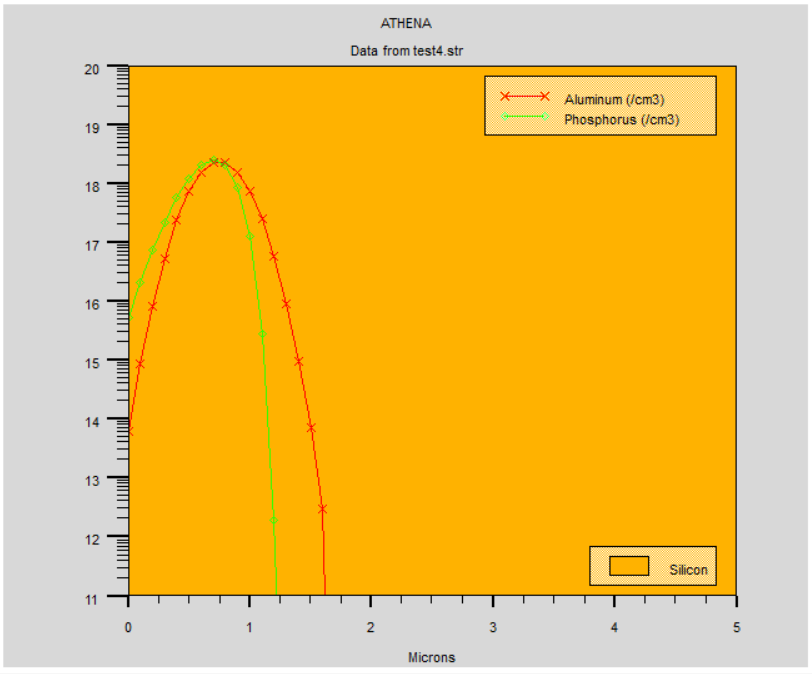 ATHENA
Data from test4.str
20
19
18
17
16
15
14
13
12
11
Aluminum (/cm3)
Phosphorus (/cm3)
Silicon
0 1 2 3 4 5
Microns